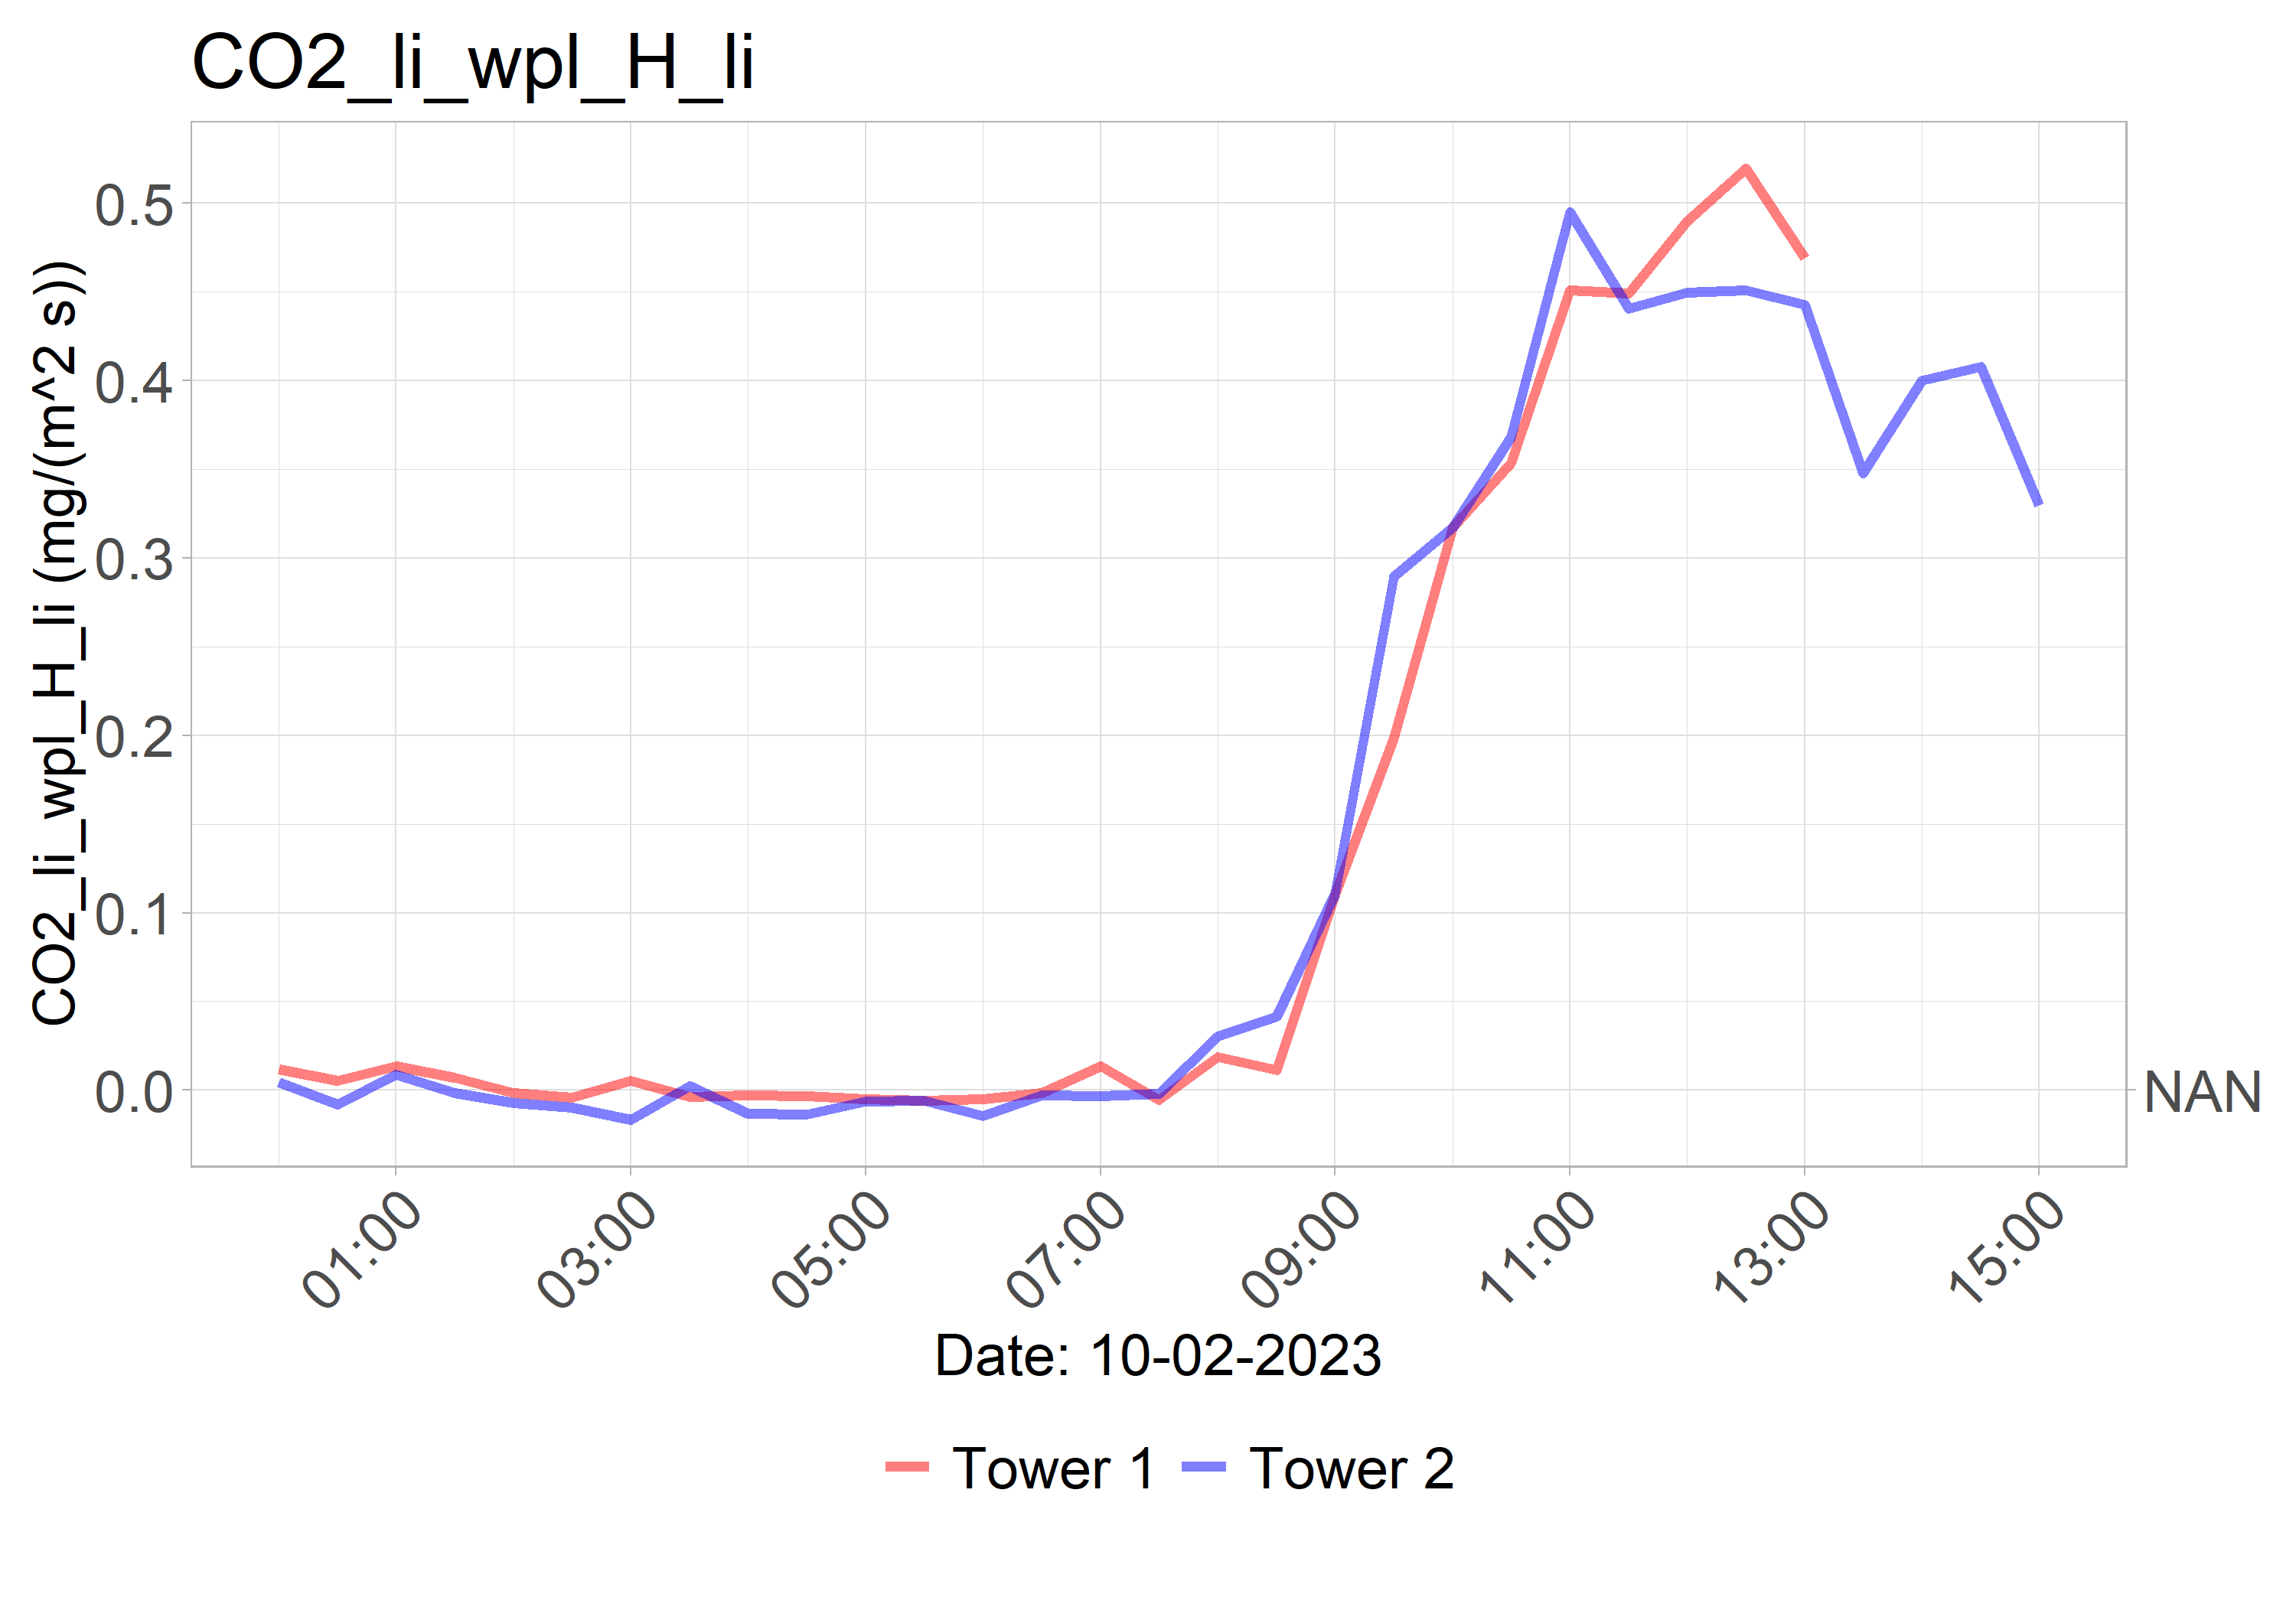 CO2_li_wpl_H_li
CO2_li_wpl_H_li (mg/(m^2 s))
0.5
0.4
0.3
0.2
0.1
0.0
NAN
01:00
03:00
05:00
07:00
09:00
11:00
13:00
15:00
Date: 10-02-2023
Tower 1
Tower 2